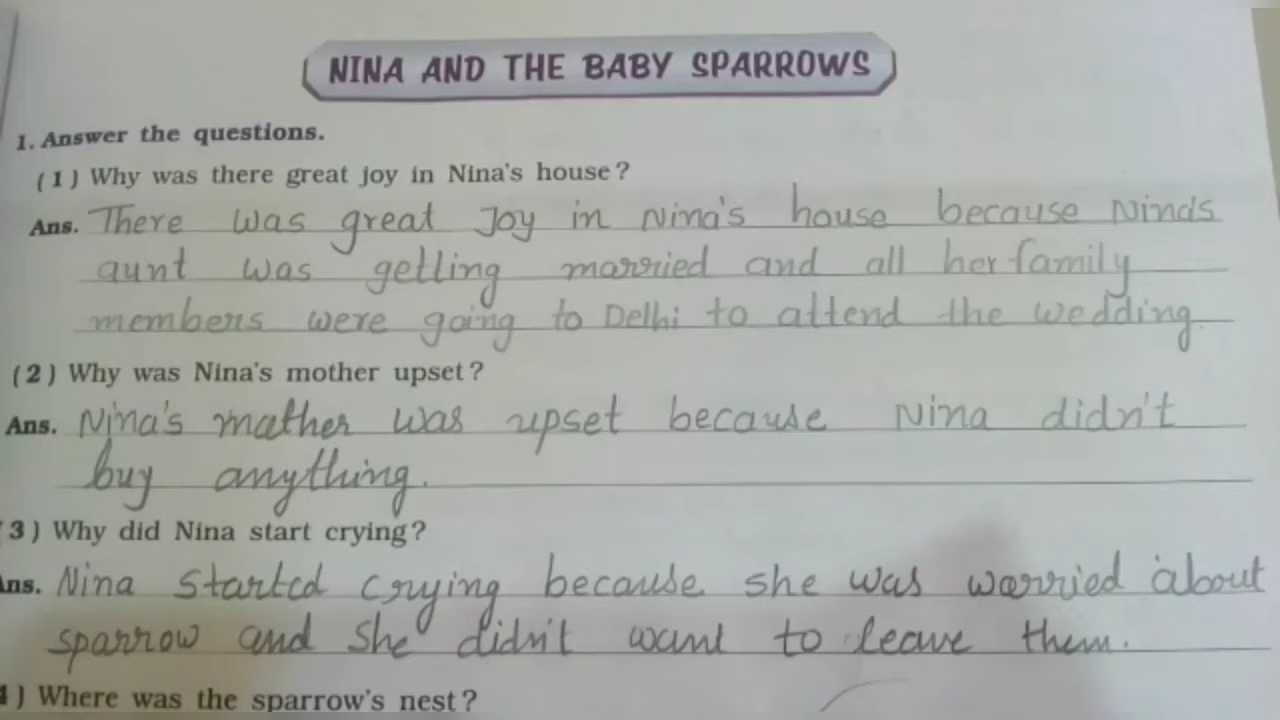 NINA AND THE BABY SPARROWS
1. Answer the questions.
(1) Why was there great joy in Nina's house?
Ans. There was great Joy in Nina's house because Nina's
aunt was getting married and all her family
members were going to Delhi to attend the wedding
(2) Why was Nina's mother upset?
Ans. Nina's mather was upset because Nina didn't
buy anything.
3) Why did Nina start crying?
Ans. Nina started crying because she was worried about
sparrow and She didn't want to leave them.
4) Where was the sparrow's nest?